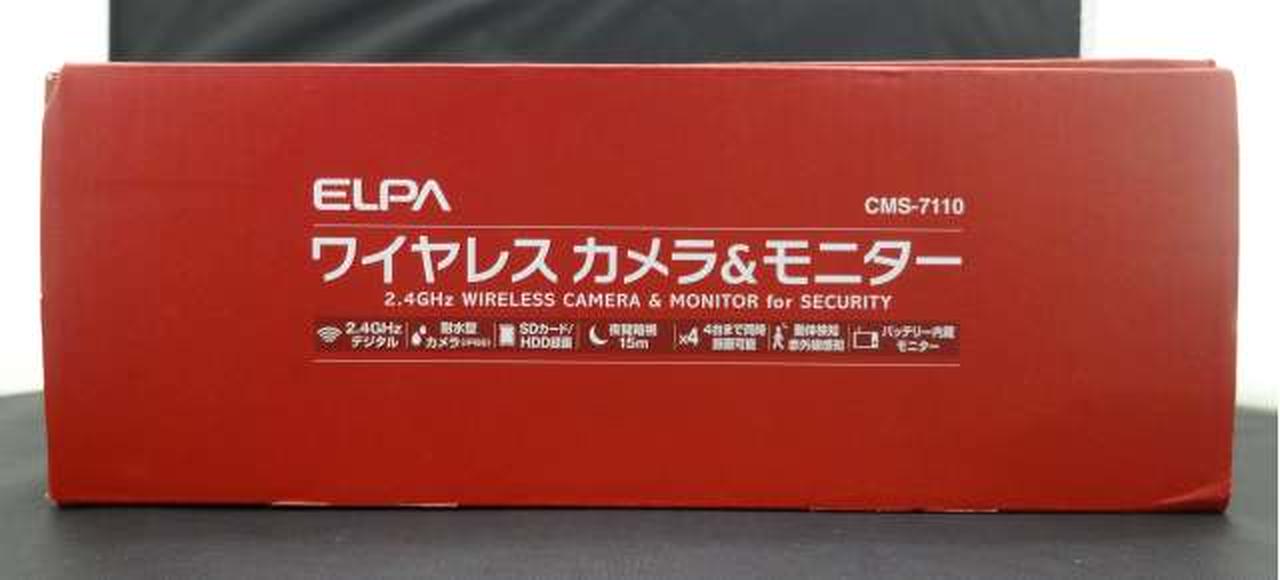 ELPA
CMS-7110
ワイヤレス カメラ&モニター
2.4GHz WIRELESS CAMERA & MONITOR for SECURITY
2.4GHz
デジタル
耐水型
カメラ
SDカード/
HDD録画
夜間暗視
15m
x4
4台まで同時
録画可能
動体検知
赤外線感知
バッテリー内蔵
モニター